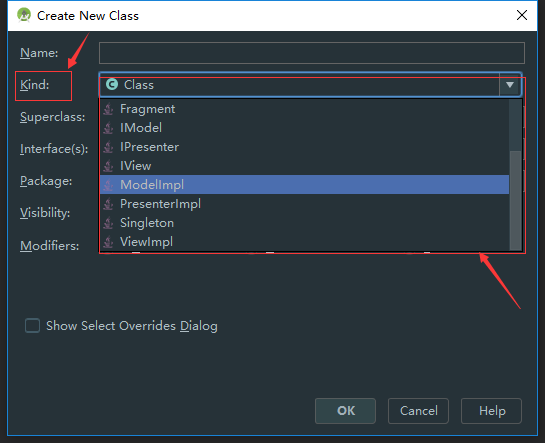 Create New Class
Name:
Kind:
C Class
Superclass:
Fragment
IModel
Interface(s):
IPresenter
IView
Package:
ModelImpl
PresenterImpl
Visibility:
Singleton
Modifiers:
ViewImpl
Show Select Overrides Dialog
OK
Cancel
Help